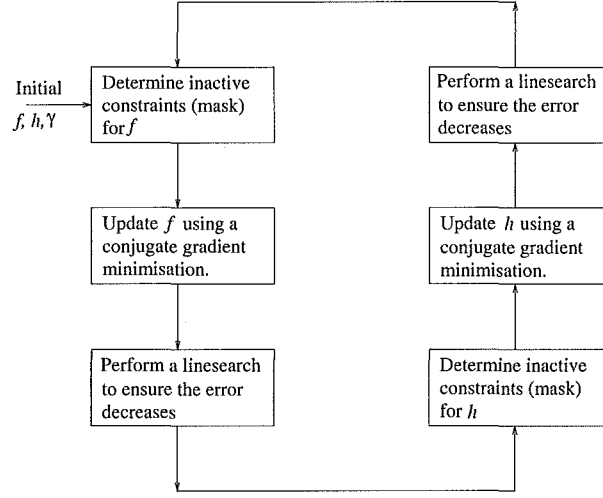 Initial
f, h, γ
Determine inactive
constraints (mask)
for f
Update f using a
conjugate gradient
minimisation.
Perform a linesearch
to ensure the error
decreases
Perform a linesearch
to ensure the error
decreases
Update h using a
conjugate gradient
minimisation.
Determine inactive
constraints (mask)
for h